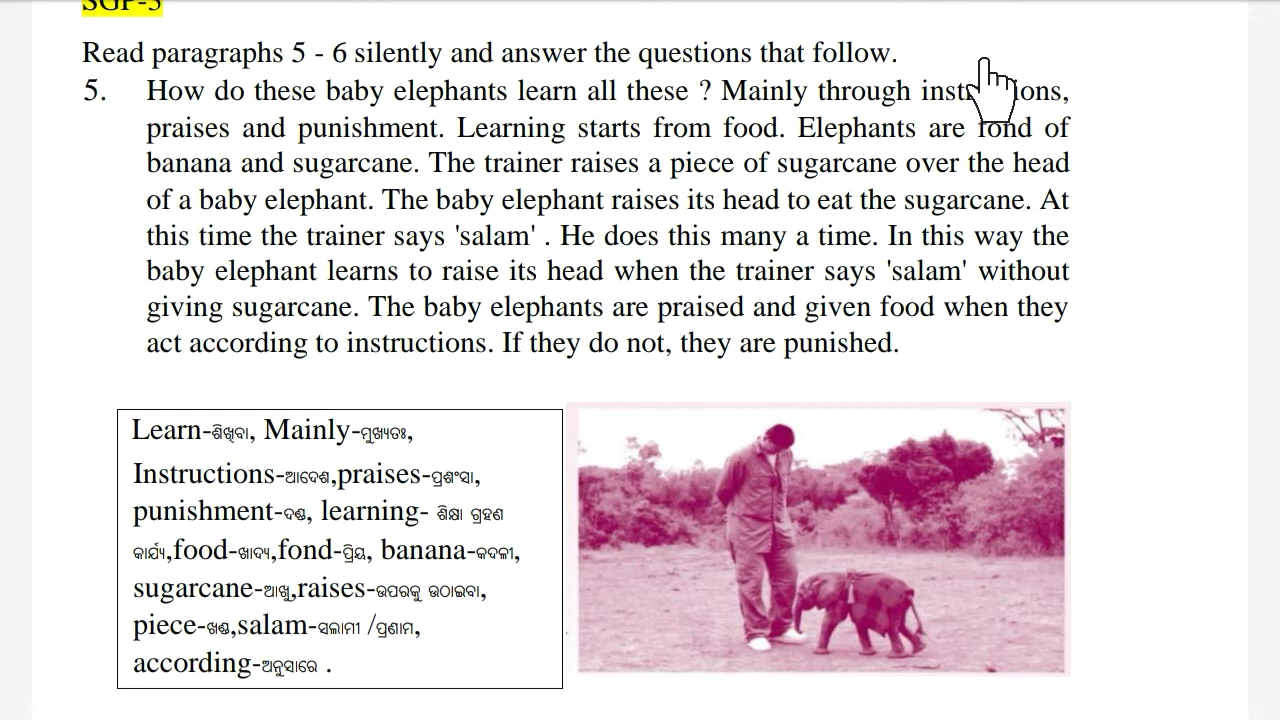 SGP-5
Read paragraphs 5 - 6 silently and answer the questions that follow.
5. How do these baby elephants learn all these ? Mainly through
praises and punishment. Learning starts from food. Elephants are fond of
banana and sugarcane. The trainer raises a piece of sugarcane over the head
of a baby elephant. The baby elephant raises its head to eat the sugarcane. At
this time the trainer says 'salam' . He does this many a time. In this way the
baby elephant learns to raise its head when the trainer says 'salam' without
giving sugarcane. The baby elephants are praised and given food when they
act according to instructions. If they do not, they are punished.
Learn-ଶିଖିବା, Mainly-ମୁଖ୍ୟତଃ,
Instructions-ଆଦେଶ,praises-ପ୍ରଶଂସା,
punishment-ଦଣ୍ଡ, learning- ଶିକ୍ଷା ଗ୍ରହଣ
କାର୍ଯ୍ୟ,food-ଖାଦ୍ୟ,fond-ପ୍ରିୟ, banana-କଦଳୀ,
sugarcane-ଆଖୁ,raises-ଉପରକୁ ଉଠାଇବା,
piece-ଖଣ୍ଡ,salam-ସଲାମୀ /ପ୍ରଣାମ,
according-ଅନୁସାରେ .